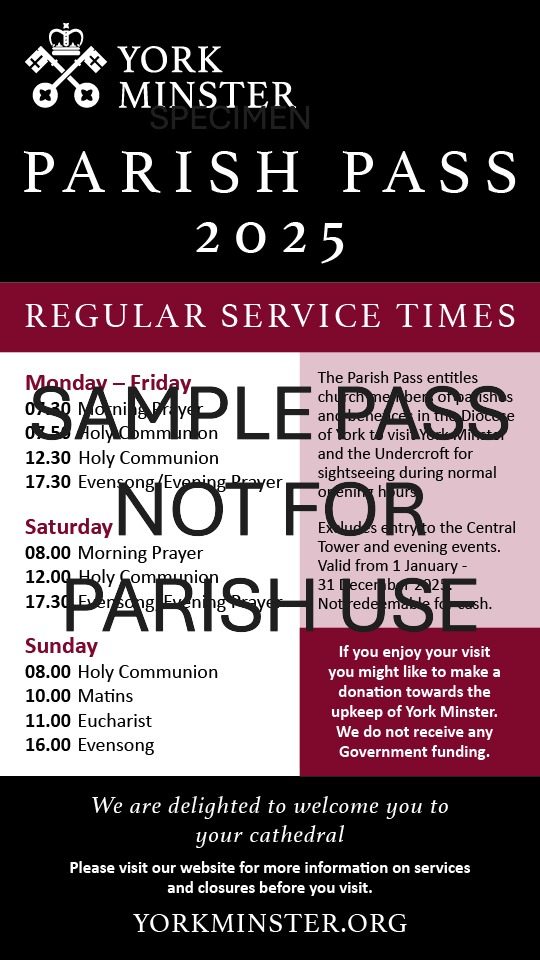 YORK
MINSTER
SPECIMEN
PARISH PASS
2025
REGULAR SERVICE TIMES
SAMPLE PASS
NOT FOR
PARISH USE
Monday – Friday
07.30 Morning Prayer
07.50 Holy Communion
12.30 Holy Communion
17.30 Evensong/Evening Prayer
Saturday
08.00 Morning Prayer
12.00 Holy Communion
17.30 Evensong/Evening Prayer
Sunday
08.00 Holy Communion
10.00 Matins
11.00 Eucharist
16.00 Evensong
The Parish Pass entitles
church members of parishes
and benefices in the Diocese
of York to visit York Minster
and the Undercroft for
sightseeing during normal
opening hours.
Excludes entry to the Central
Tower and evening events.
Valid from 1 January -
31 December 2025.
Not redeemable for cash.
If you enjoy your visit
you might like to make a
donation towards the
upkeep of York Minster.
We do not receive any
Government funding.
We are delighted to welcome you to
your cathedral
Please visit our website for more information on services
and closures before you visit.
YORKMINSTER.ORG